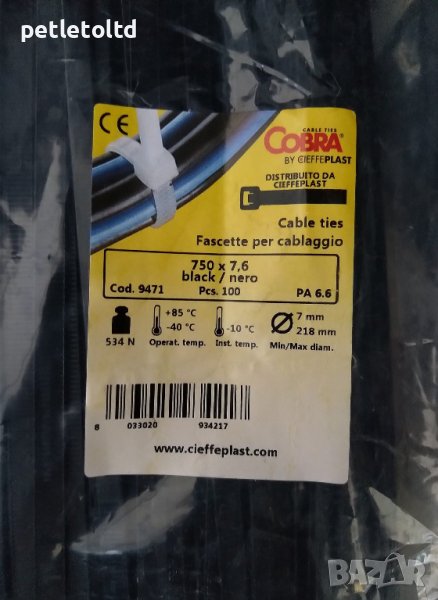 petletoltd
CE
CABLE TIES
COBRA®
BY CIEFFEPLAST
DISTRIBUITO DA
CIEFFEPLAST
Cable ties
Fascette per cablaggio
750 x 7,6
black / nero
Cod. 9471 Pcs. 100 PA 6.6
+85 °C
-40 °C
-10 °C
7 mm
218 mm
534 N Operat. temp. Inst. temp. Min/Max diam.
8 033020 934217
www.cieffeplast.com
BAZAR